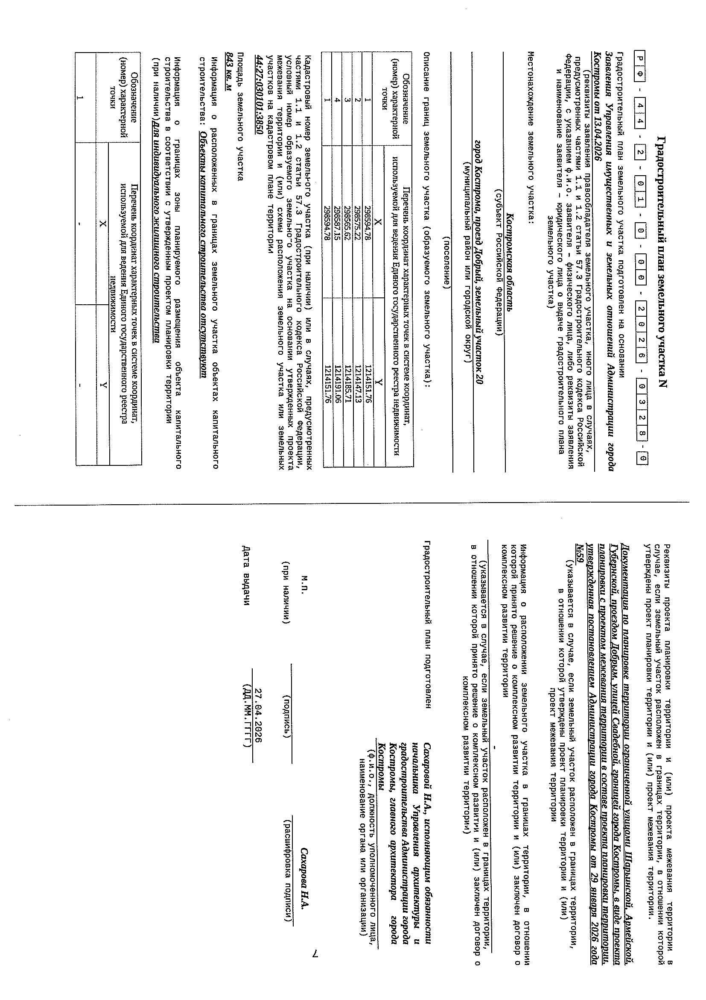 Градостроительный план земельного участка N
РФ-44-2-01-0-00-2026-0328-0
Градостроительный план земельного участка подготовлен на основании
Заявления Управления имущественных и земельных отношений Администрации города
Костромы от 13.04.2026
(реквизиты заявления правообладателя земельного участка, иного лица в случаях,
предусмотренных частями 1.1 и 1.2 статьи 57.3 Градостроительного кодекса Российской
Федерации, с указанием ф.и.о. заявителя – физического лица, либо реквизиты заявления
и наименование заявителя – юридического лица о выдаче градостроительного плана
земельного участка)
Местонахождение земельного участка:
Костромская область
(субъект Российской Федерации)
город Кострома, проезд Добрый, земельный участок 20
(муниципальный район или городской округ)
(поселение)
Описание границ земельного участка (образуемого земельного участка):
Обозначение (номер) характерной точки
Перечень координат характерных точек в системе координат,
используемой для ведения Единого государственного реестра недвижимости
X Y
1 298594.78 1214151.76
2 298575.22 1214147.13
3 298565.62 1214185.71
4 298587.15 1214191.06
1 298594.78 1214151.76
Кадастровый номер земельного участка (при наличии) или в случаях, предусмотренных
частями 1.1 и 1.2 статьи 57.3 Градостроительного кодекса Российской Федерации,
условный номер образуемого земельного участка на основании утвержденных проекта
межевания территории и (или) схемы расположения земельного участка или земельных
участков на кадастровом плане территории
44:27:030101:3850
Площадь земельного участка
843 кв. м
Информация о расположенных в границах земельного участка объектах капитального
строительства: Объекты капитального строительства отсутствуют
Информация о границах зоны планируемого размещения объекта капитального
строительства в соответствии с утвержденным проектом планировки территории
(при наличии)Для индивидуального жилищного строительства
Обозначение (номер) характерной точки
Перечень координат характерных точек в системе координат,
используемой для ведения Единого государственного реестра
недвижимости
X Y
1 - -
Реквизиты проекта планировки территории и (или) проекта межевания территории в
случае, если земельный участок расположен в границах территории, в отношении которой
утверждены проект планировки территории и (или) проект межевания территории.
Документация по планировке территории ограниченной улицами Шарьинской, Армейской,
Губернской, проездом Добрым, улицей Свадебной, границей города Костромы, в виде проекта
планировки с проектом межевания территории в составе проекта планировки территории,
утвержденная постановлением Администрации города Костромы от 29 января 2026 года
№59
(указывается в случае, если земельный участок расположен в границах территории,
в отношении которой утверждены проект планировки территории и (или)
проект межевания территории
Информация о расположении земельного участка в границах территории, в отношении
которой принято решение о комплексном развитии территории и (или) заключен договор о
комплексном развитии территории
-
(указывается в случае, если земельный участок расположен в границах территории,
в отношении которой принято решение о комплексном развитии и (или) заключен договор о
комплексном развитии территории)
Градостроительный план подготовлен
Сахаровой Н.А., исполняющим обязанности
начальника Управления архитектуры и
градостроительства Администрации города
Костромы, главного архитектора города
Костромы
(ф.и.о., должность уполномоченного лица,
наименование органа или организации)
М.П.
Сахарова Н.А.
(при наличии) (подпись) (расшифровка подписи)
Дата выдачи 27.04.2026
(ДД.ММ.ГГГГ)
7